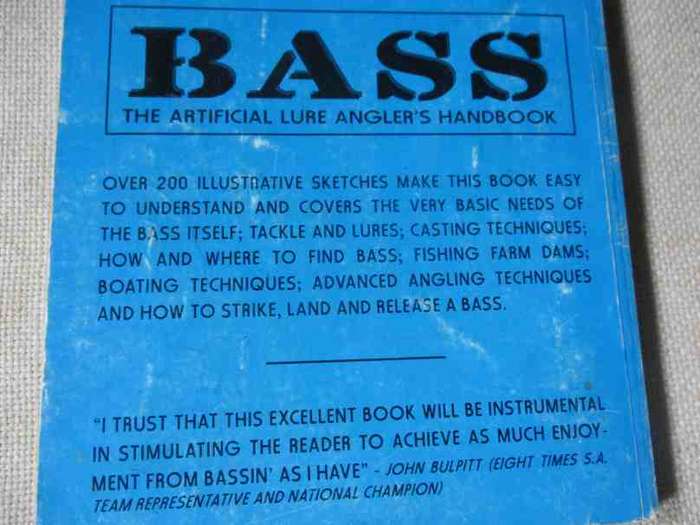 BASS
THE ARTIFICIAL LURE ANGLER'S HANDBOOK
OVER 200 ILLUSTRATIVE SKETCHES MAKE THIS BOOK EASY
TO UNDERSTAND AND COVERS THE VERY BASIC NEEDS OF
THE BASS ITSELF; TACKLE AND LURES; CASTING TECHNIQUES;
HOW AND WHERE TO FIND BASS; FISHING FARM DAMS;
BOATING TECHNIQUES; ADVANCED ANGLING TECHNIQUES
AND HOW TO STRIKE, LAND AND RELEASE A BASS.
"I TRUST THAT THIS EXCELLENT BOOK WILL BE INSTRUMENTAL
IN STIMULATING THE READER TO ACHIEVE AS MUCH ENJOY-
MENT FROM BASSIN' AS I HAVE" - JOHN BULPITT (EIGHT TIMES S.A.
TEAM REPRESENTATIVE AND NATIONAL CHAMPION)